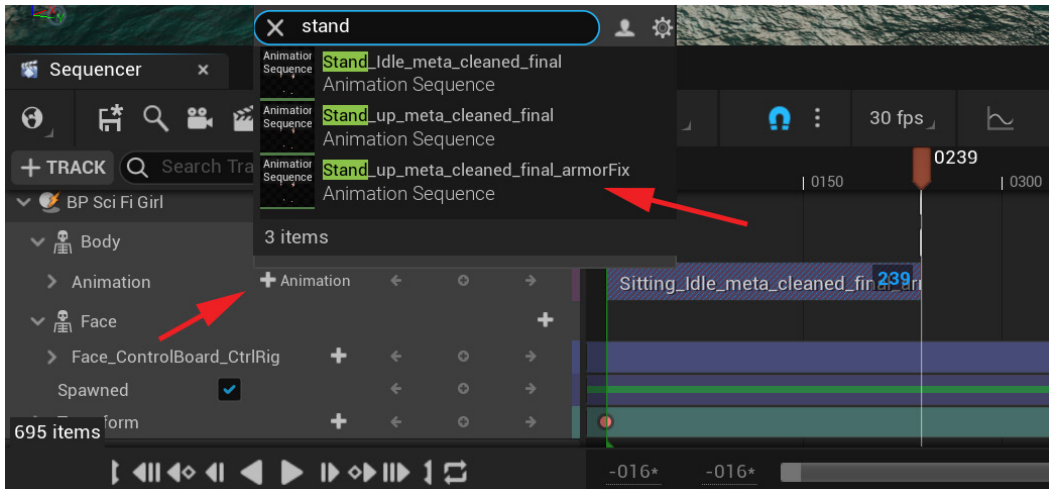 stand
Sequencer
Animation Sequence
Stand_Idle_meta_cleaned_final
Animation Sequence
Animation Sequence
Stand_up_meta_cleaned_final
Animation Sequence
Animation Sequence
Stand_up_meta_cleaned_final_armorFix
Animation Sequence
3 items
30 fps
+ TRACK
Search Tra
0239
0150
0300
BP Sci Fi Girl
Body
Animation
+ Animation
Sitting_Idle_meta_cleaned_fin
239
Face
Face_ControlBoard_CtrlRig
Spawned
form
695 items
-016*
-016*